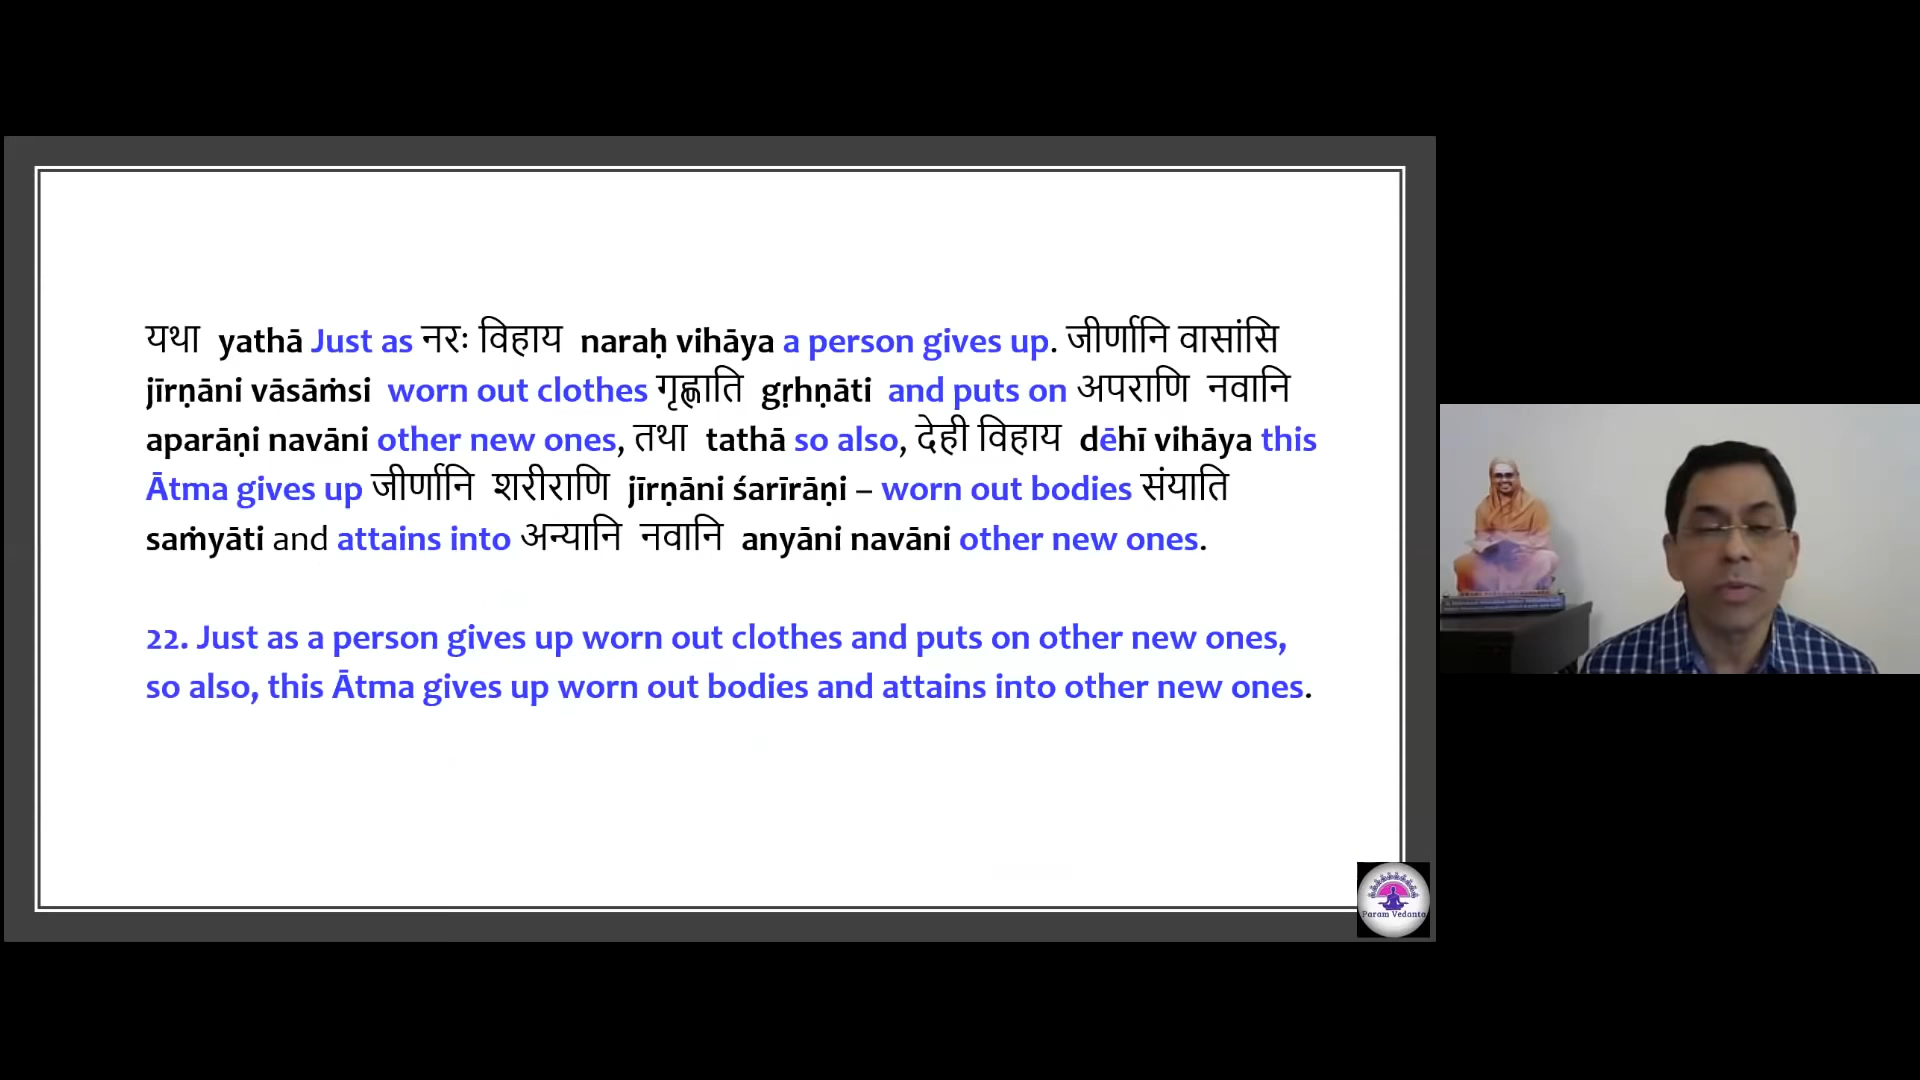 यथा yathā Just as नरः विहाय naraḥ vihāya a person gives up. जीर्णानि वासांसि
jīrṇāni vāsāṁsi worn out clothes गृह्णाति gṛhṇāti and puts on अपराणि नवानि
aparāṇi navāni other new ones, तथा tathā so also, देही विहाय dēhī vihāya this
Ātma gives up जीर्णानि शरीराणि jīrṇāni śarīrāṇi – worn out bodies संयाति
saṁyāti and attains into अन्यानि नवानि anyāni navāni other new ones.
22. Just as a person gives up worn out clothes and puts on other new ones,
so also, this Ātma gives up worn out bodies and attains into other new ones.
Param Vedanta